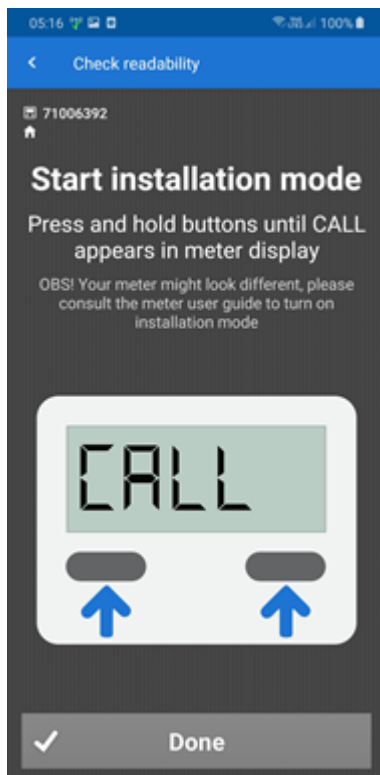 05:16 100%
Check readability
71006392
Start installation mode
Press and hold buttons until CALL
appears in meter display
OBS! Your meter might look different, please
consult the meter user guide to turn on
installation mode
CALL
Done